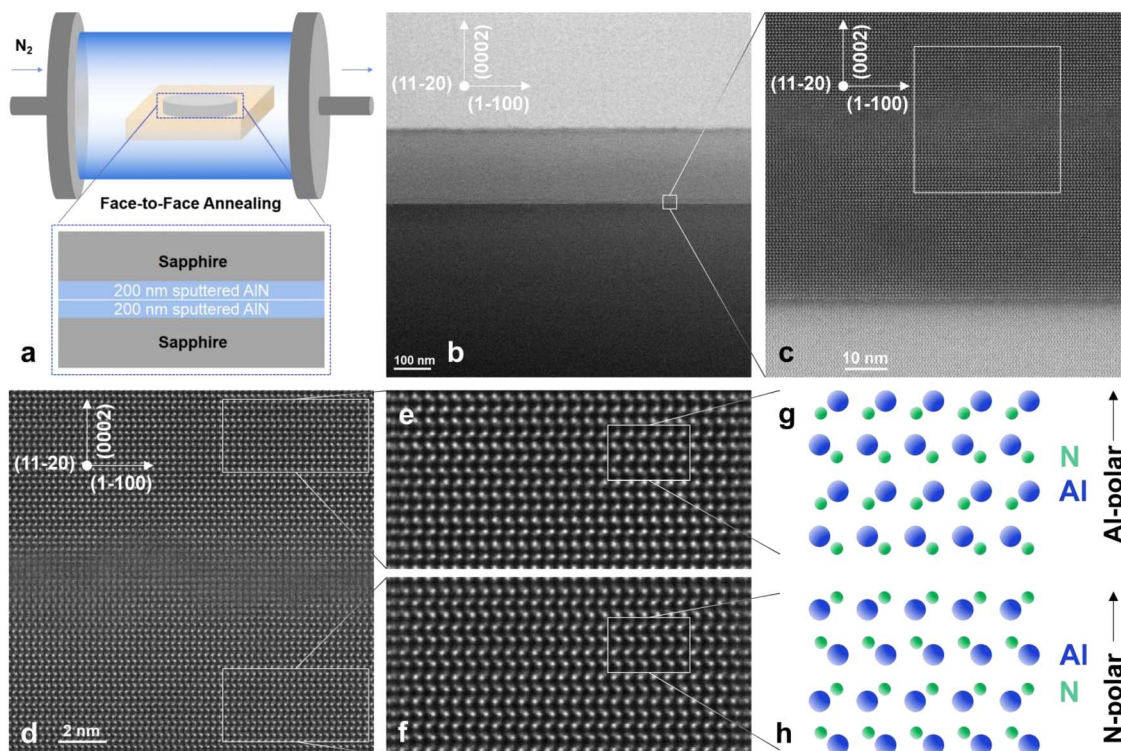 N₂
Face-to-Face Annealing
Sapphire
200 nm sputtered AlN
200 nm sputtered AlN
Sapphire
a
(0002)
(11-20)
(1-100)
100 nm
b
(0002)
(11-20)
(1-100)
c
10 nm
(0002)
(11-20)
(1-100)
d
2 nm
e
f
g
N
Al
Al-polar
h
Al
N
N-polar